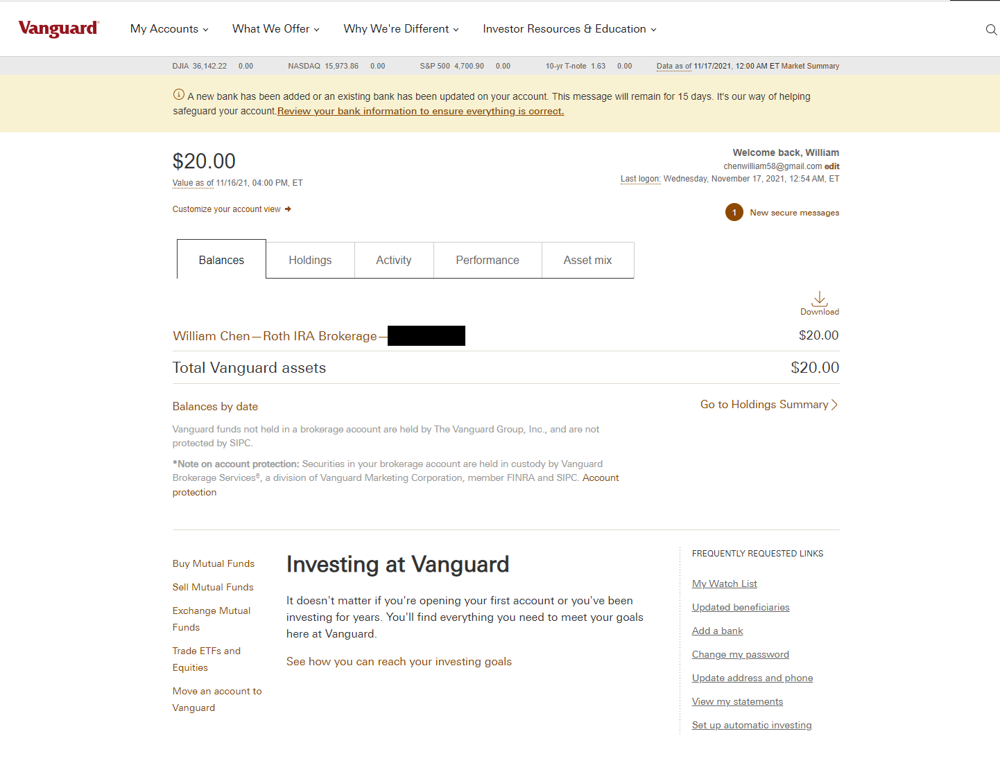 Vanguard
My Accounts What We Offer Why We're Different Investor Resources & Education
DJIA 36,142.22 0.00 NASDAQ 15,973.86 0.00 S&P 500 4,700.90 0.00 10-yr T-note 1.63 0.00 Data as of 11/17/2021, 12:00 AM ET Market Summary
A new bank has been added or an existing bank has been updated on your account. This message will remain for 15 days. It's our way of helping
safeguard your account.Review your bank information to ensure everything is correct.
$20.00
Value as of 11/16/21, 04:00 PM, ET
Customize your account view
Welcome back, William
chenwilliam58@gmail.com edit
Last logon: Wednesday, November 17, 2021, 12:54 AM, ET
1 New secure messages
Balances Holdings Activity Performance Asset mix
Download
William Chen—Roth IRA Brokerage— $20.00
Total Vanguard assets $20.00
Balances by date Go to Holdings Summary
Vanguard funds not held in a brokerage account are held by The Vanguard Group, Inc., and are not
protected by SIPC.
*Note on account protection: Securities in your brokerage account are held in custody by Vanguard
Brokerage Services®, a division of Vanguard Marketing Corporation, member FINRA and SIPC. Account
protection
Buy Mutual Funds
Sell Mutual Funds
Exchange Mutual
Funds
Trade ETFs and
Equities
Move an account to
Vanguard
Investing at Vanguard
It doesn't matter if you're opening your first account or you've been
investing for years. You'll find everything you need to meet your goals
here at Vanguard.
See how you can reach your investing goals
FREQUENTLY REQUESTED LINKS
My Watch List
Updated beneficiaries
Add a bank
Change my password
Update address and phone
View my statements
Set up automatic investing